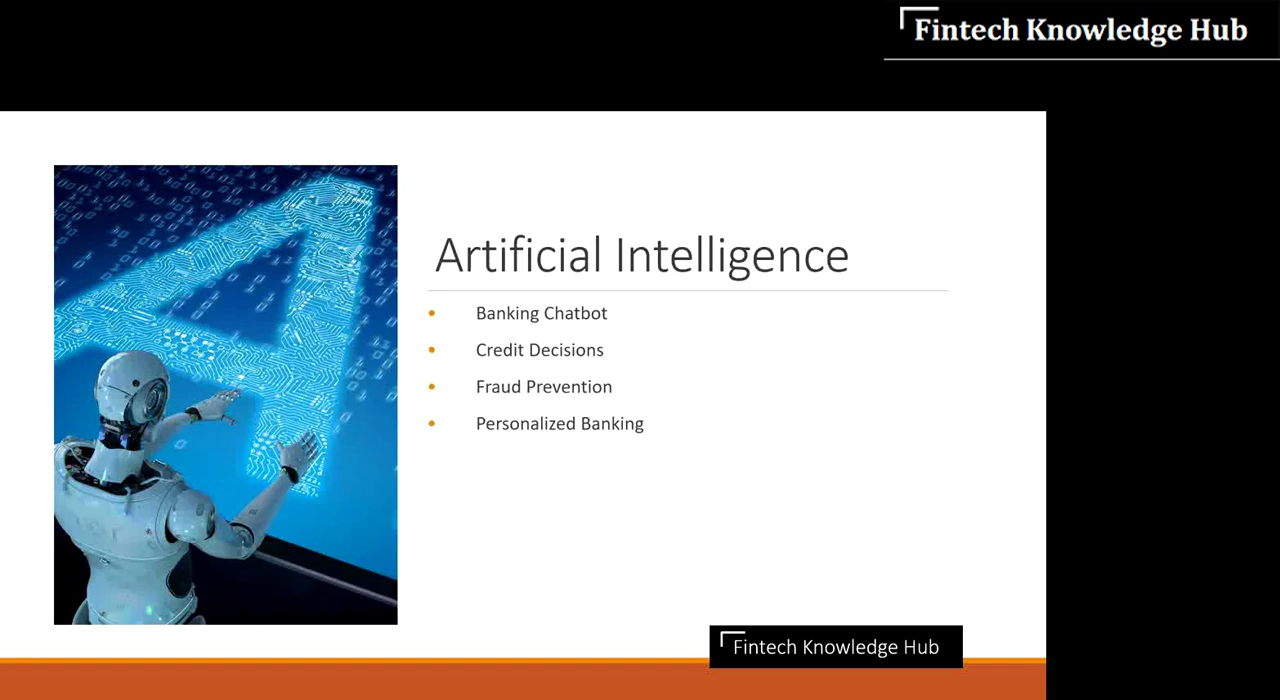 Fintech Knowledge Hub
Artificial Intelligence
• Banking Chatbot
• Credit Decisions
• Fraud Prevention
• Personalized Banking
Fintech Knowledge Hub